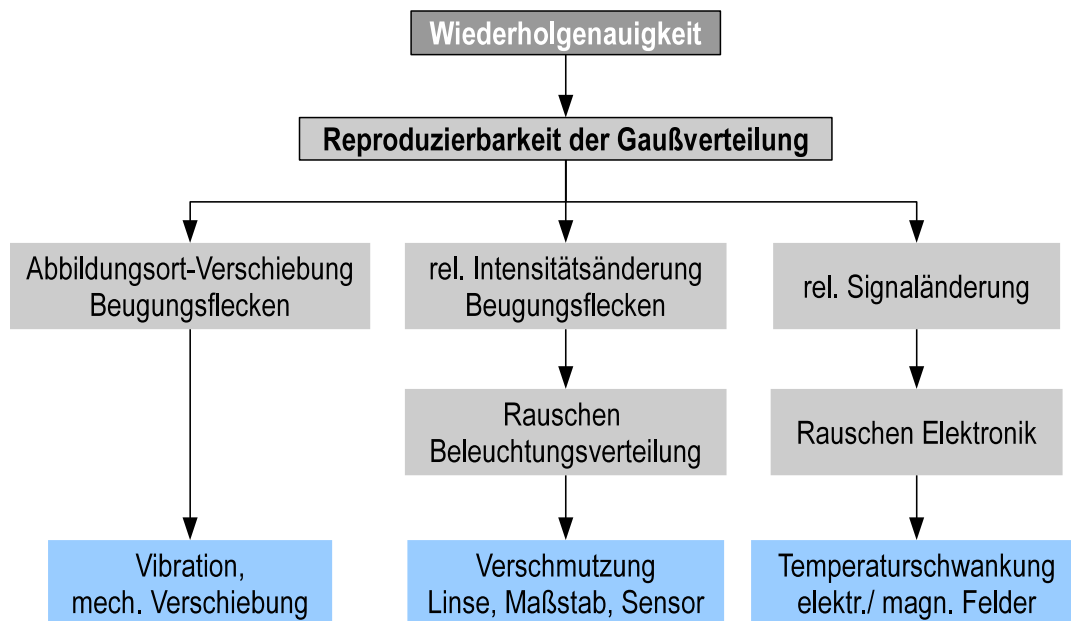 Wiederholgenauigkeit
Reproduzierbarkeit der Gaußverteilung
Abbildungsort-Verschiebung
Beugungsflecken
rel. Intensitätsänderung
Beugungsflecken
rel. Signaländerung
Rauschen
Beleuchtungsverteilung
Rauschen Elektronik
Vibration,
mech. Verschiebung
Verschmutzung
Linse, Maßstab, Sensor
Temperaturschwankung
elektr./ magn. Felder